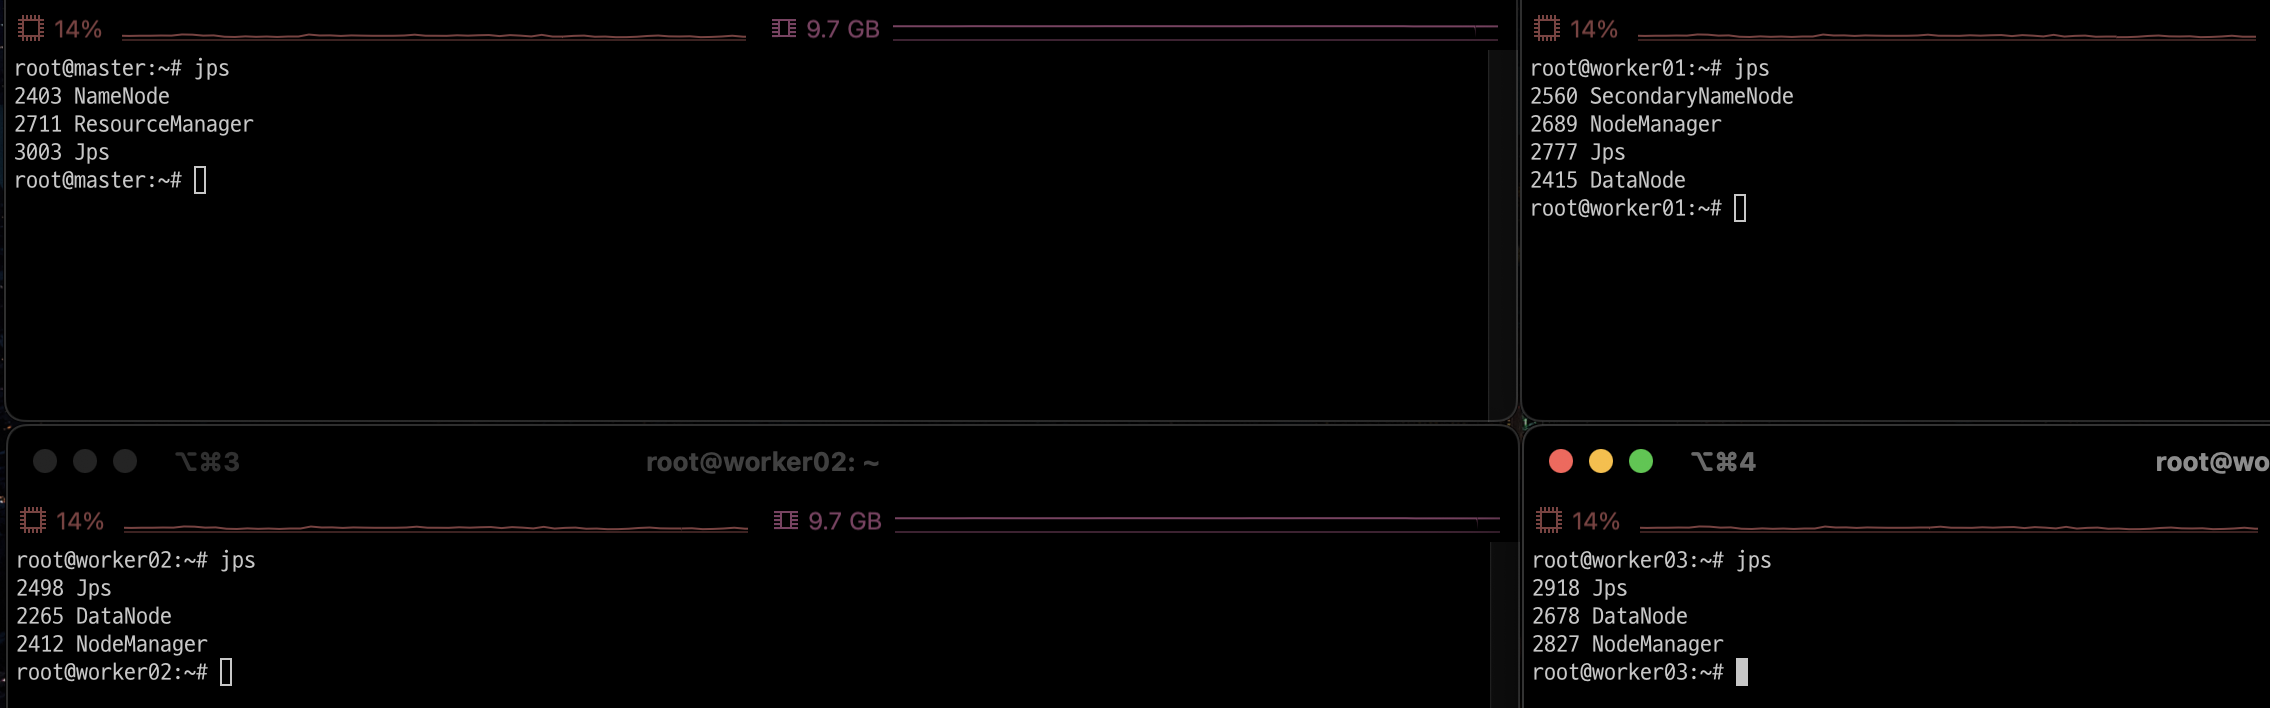 14% 9.7 GB
root@master:~# jps
2403 NameNode
2711 ResourceManager
3003 Jps
root@master:~#
14%
root@worker01:~# jps
2560 SecondaryNameNode
2689 NodeManager
2777 Jps
2415 DataNode
root@worker01:~#
⌥⌘3 root@worker02: ~
14% 9.7 GB
root@worker02:~# jps
2498 Jps
2265 DataNode
2412 NodeManager
root@worker02:~#
⌥⌘4 root@wo
14%
root@worker03:~# jps
2918 Jps
2678 DataNode
2827 NodeManager
root@worker03:~#